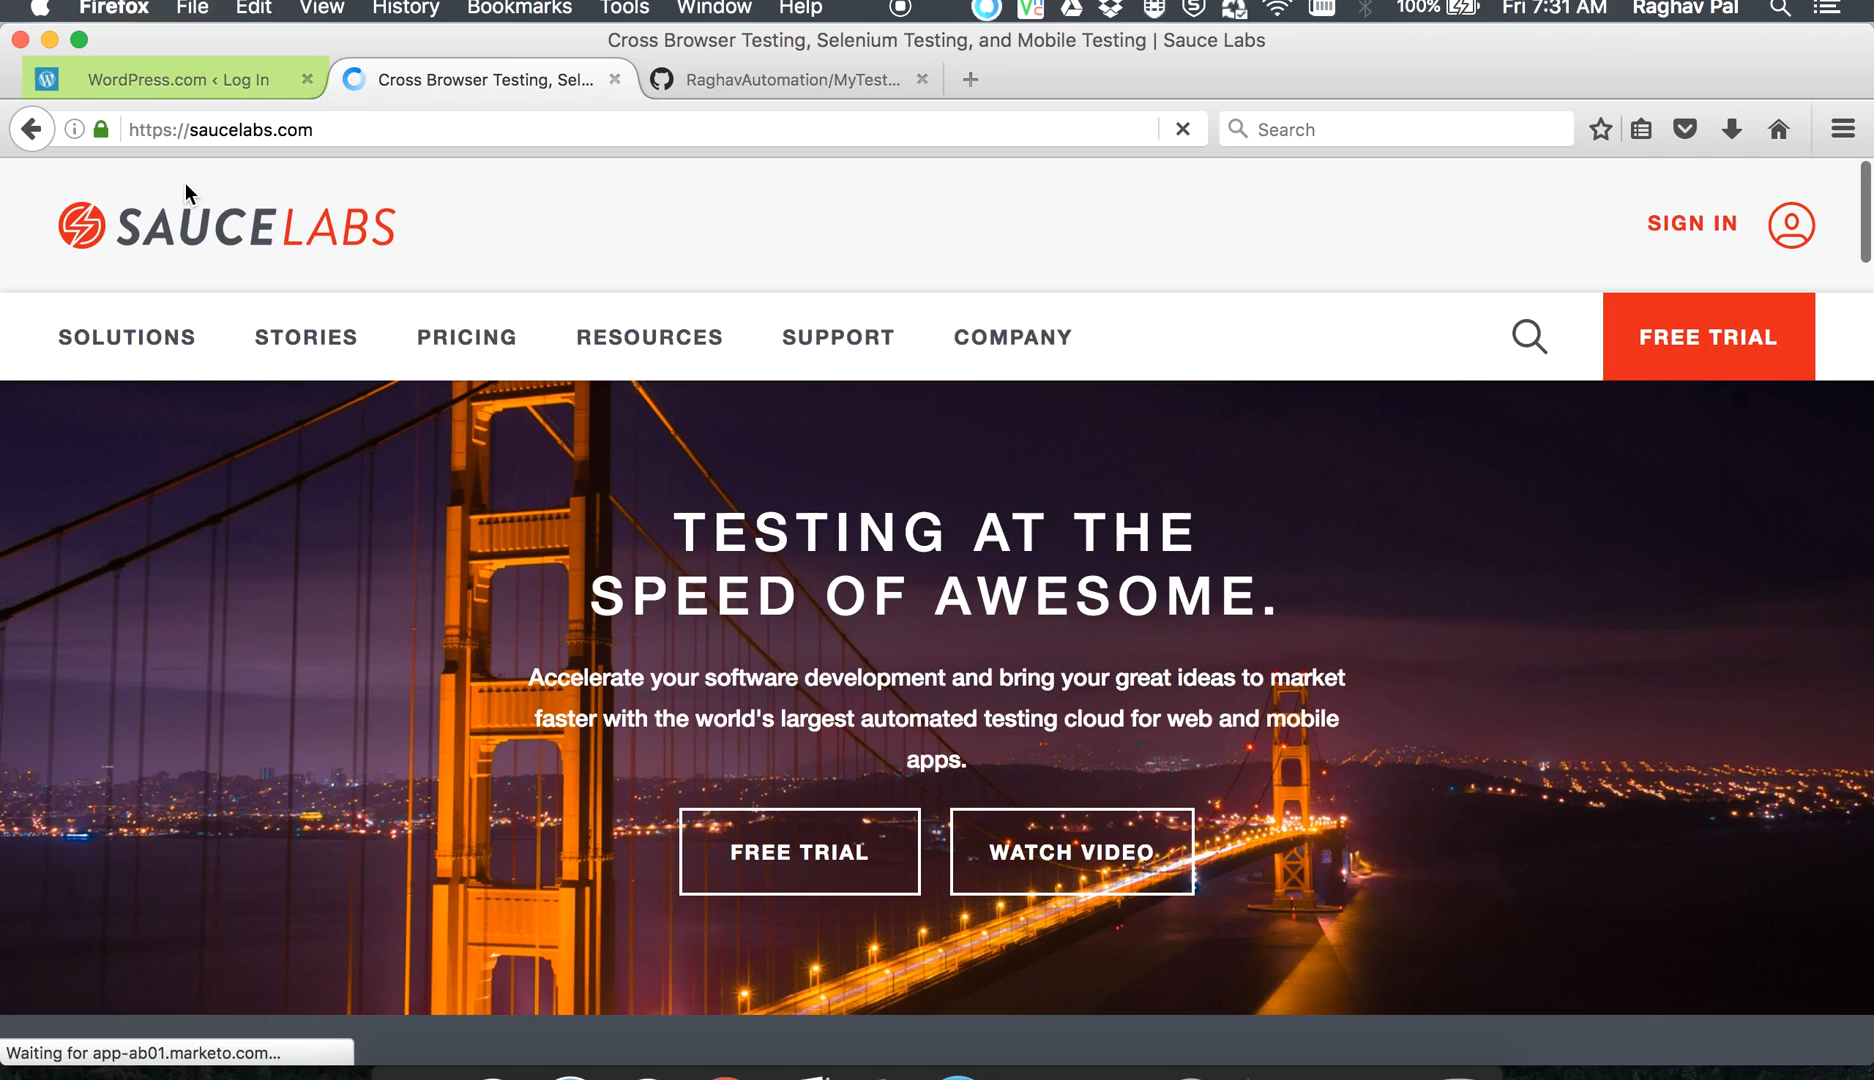 Firefox File Edit View History Bookmarks Tools Window Help 100% Fri 7:31 AM Raghav Pal
Cross Browser Testing, Selenium Testing, and Mobile Testing | Sauce Labs
WordPress.com ‹ Log In Cross Browser Testing, Sel... RaghavAutomation/MyTest...
https://saucelabs.com Search
SAUCELABS
SIGN IN
SOLUTIONS STORIES PRICING RESOURCES SUPPORT COMPANY FREE TRIAL
TESTING AT THE
SPEED OF AWESOME.
Accelerate your software development and bring your great ideas to market
faster with the world's largest automated testing cloud for web and mobile
apps.
FREE TRIAL WATCH VIDEO
Waiting for app-ab01.marketo.com...